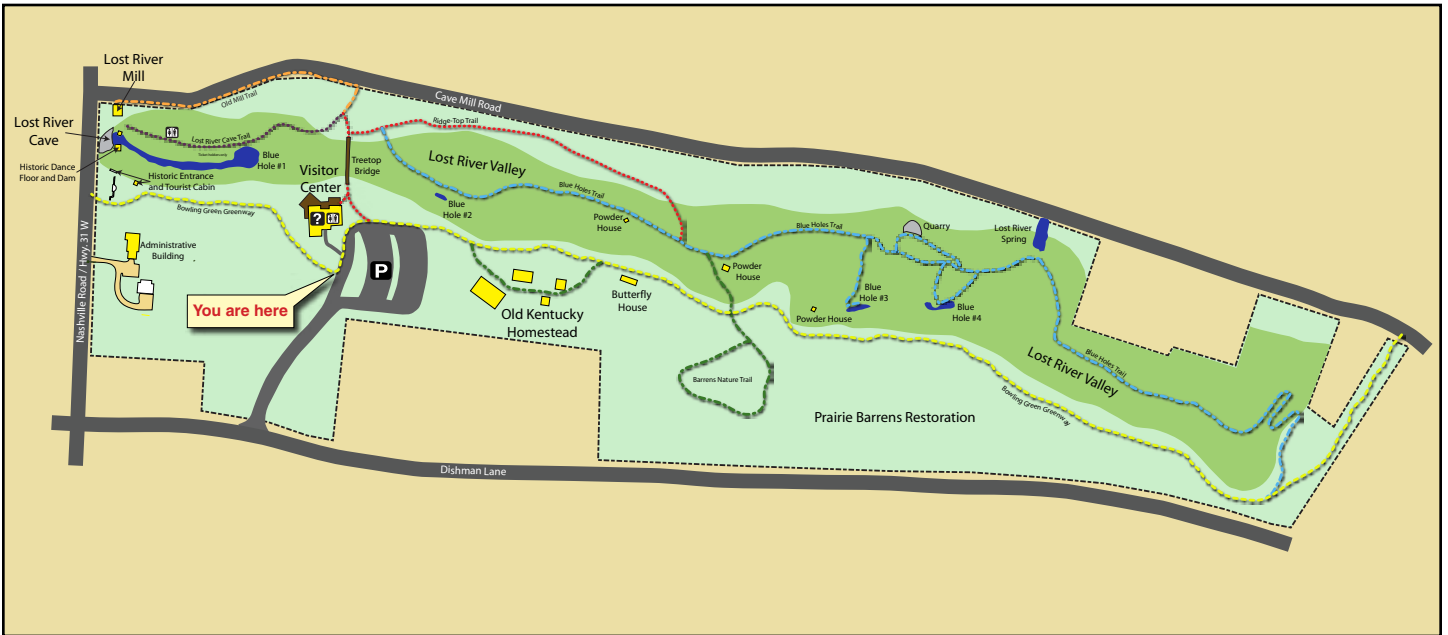 Lost River
Mill
Old Mill Trail
Cave Mill Road
Lost River
Cave
Lost River Cave Trail
Ridge-Top Trail
Historic Dance
Floor and Dam
Blue
Hole #1
Historic Entrance
and Tourist Cabin
Visitor
Center
?
Treetop
Bridge
Lost River Valley
Blue Holes Trail
Blue
Hole #2
Powder
House
Bowling Green Greenway
Nashville Road / Hwy. 31 W
Administrative
Building
P
You are here
Old Kentucky
Homestead
Butterfly
House
Powder
House
Blue Holes Trail
Quarry
Lost River
Spring
Blue
Hole #3
Powder House
Blue
Hole #4
Barrens Nature Trail
Lost River Valley
Blue Holes Trail
Bowling Green Greenway
Prairie Barrens Restoration
Dishman Lane